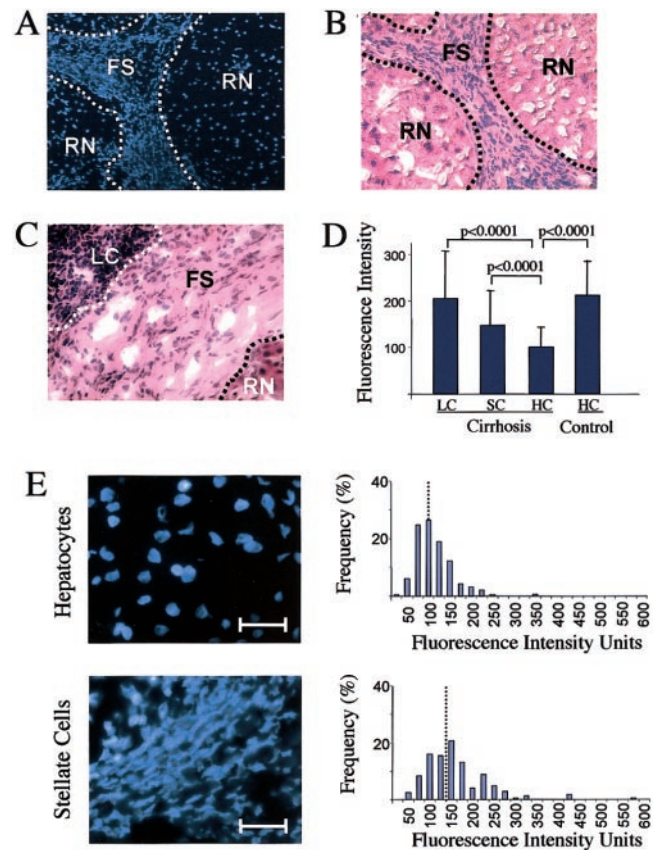 A
FS
RN
RN
B
FS
RN
RN
C
LC
FS
RN
D
Fluorescence Intensity
300
200
100
p<0.0001
p<0.0001
p<0.0001
LC SC HC HC
Cirrhosis Control
E
Hepatocytes
Frequency (%)
40
20
50 100 150 200 250 300 350 400 450 500 550 600
Fluorescence Intensity Units
Stellate Cells
Frequency (%)
40
20
50 100 150 200 250 300 350 400 450 500 550 600
Fluorescence Intensity Units